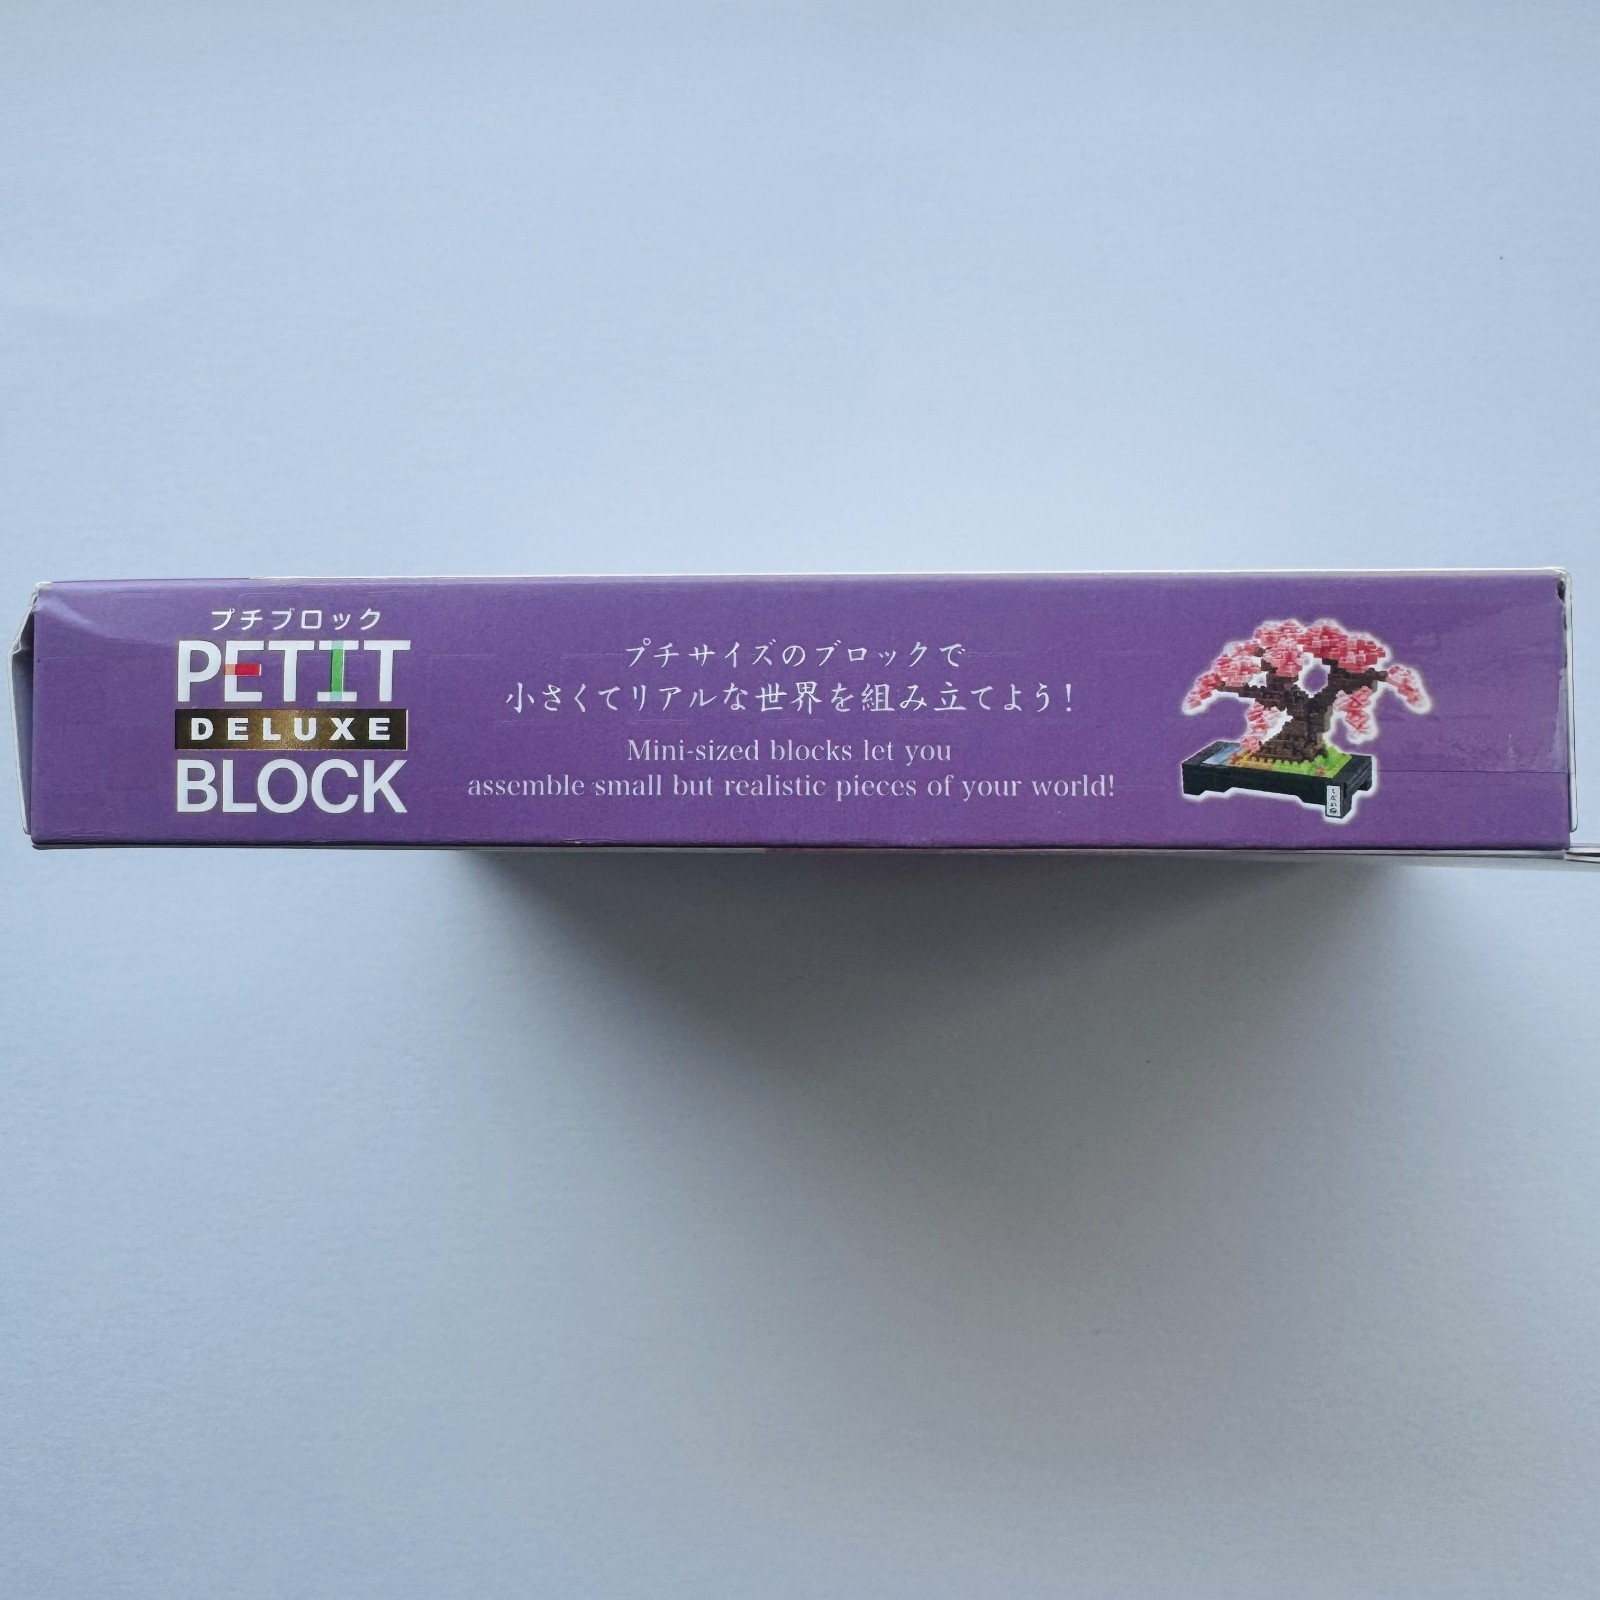 プチブロック
PETIT
DELUXE
BLOCK
プチサイズのブロックで
小さくてリアルな世界を組み立てよう!
Mini-sized blocks let you
assemble small but realistic pieces of your world!